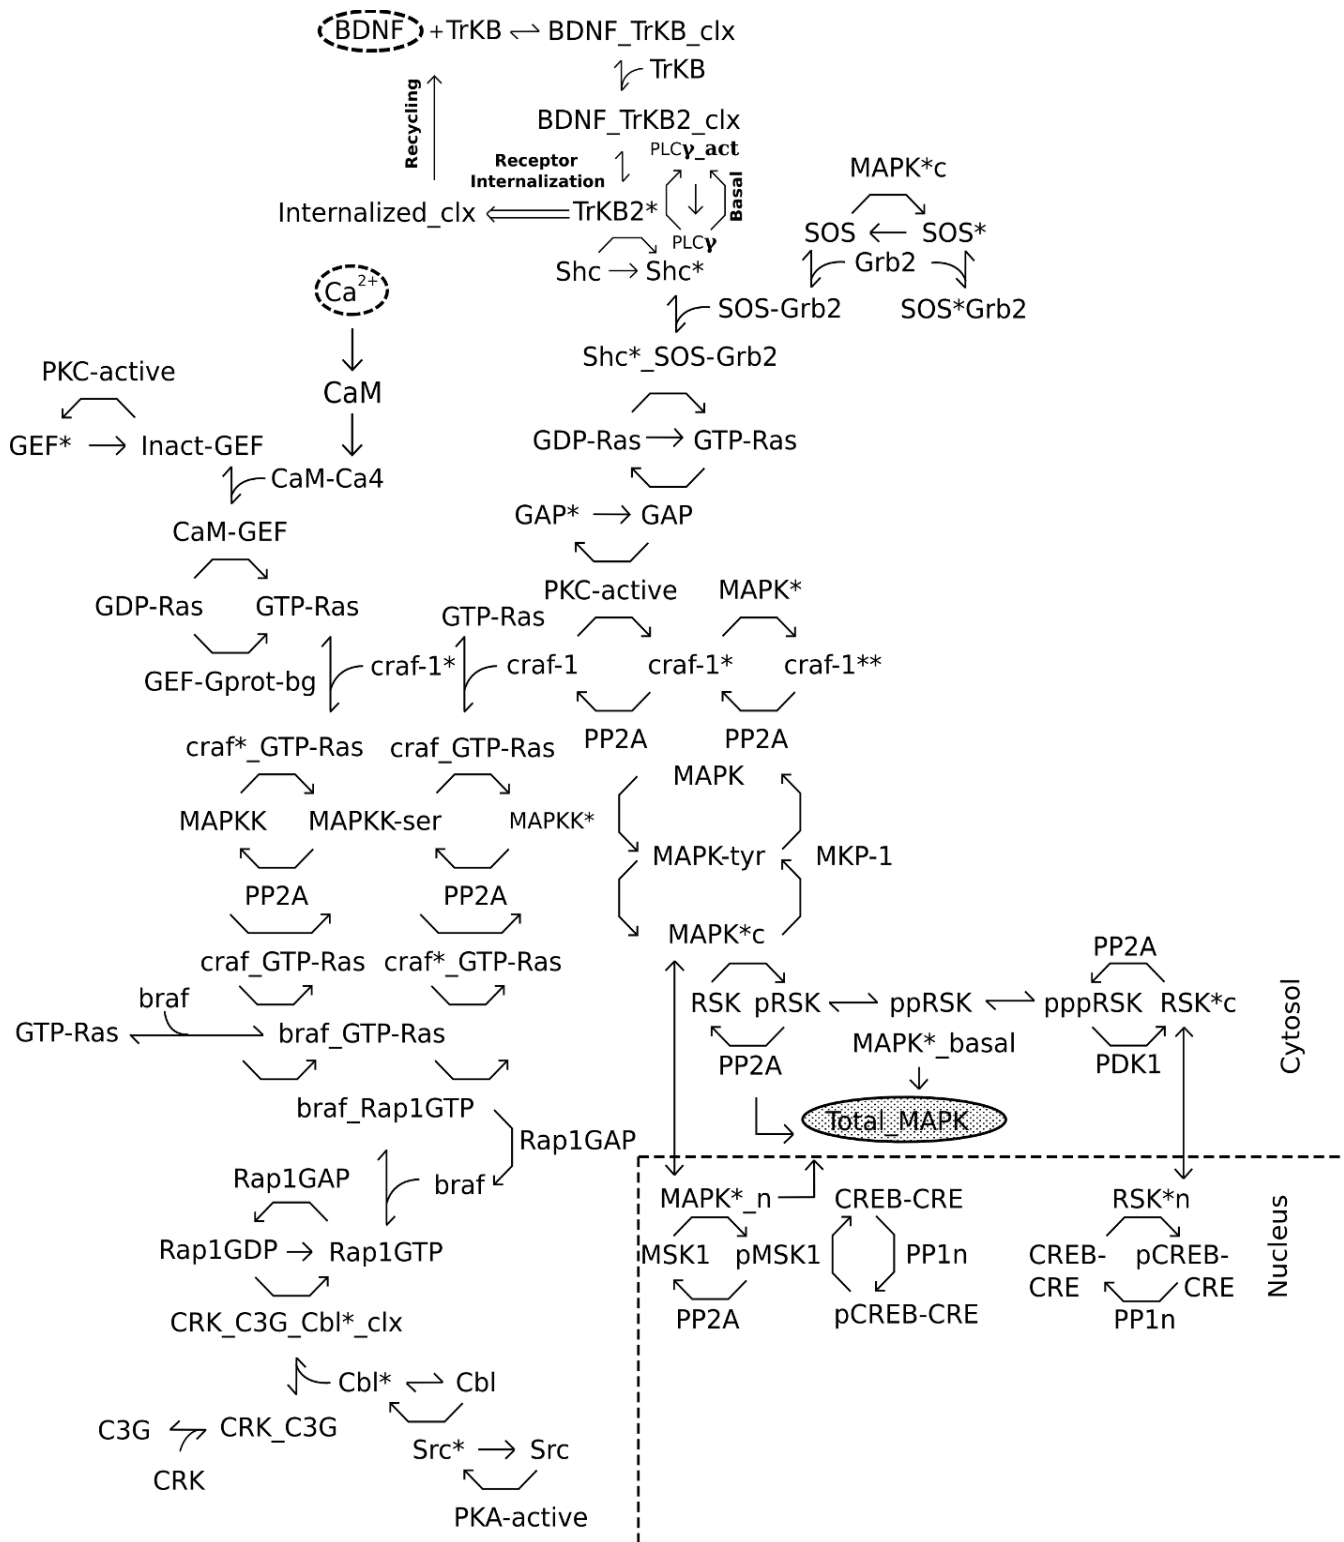 BDNF + TrKB BDNF_TrKB_clx
TrKB
BDNF_TrKB2_clx
Recycling
PLCγ_act
Receptor
Internalization
Basal
Internalized_clx TrKB2*
PLCγ
Shc Shc*
MAPK*c
SOS SOS*
Grb2
SOS-Grb2 SOS*Grb2
Shc*_SOS-Grb2
Ca2+
CaM
PKC-active
GEF* Inact-GEF
CaM-Ca4
CaM-GEF
GDP-Ras GTP-Ras
GEF-Gprot-bg
GDP-Ras GTP-Ras
GAP* GAP
PKC-active MAPK*
GTP-Ras
craf-1* craf-1 craf-1* craf-1**
PP2A PP2A
craf*_GTP-Ras craf_GTP-Ras
MAPKK MAPKK-ser MAPKK*
PP2A PP2A
craf_GTP-Ras craf*_GTP-Ras
braf
GTP-Ras braf_GTP-Ras
braf_Rap1GTP
Rap1GAP
Rap1GAP
braf
Rap1GDP Rap1GTP
CRK_C3G_Cbl*_clx
Cbl* Cbl
C3G CRK_C3G
CRK
Src* Src
PKA-active
MAPK
MAPK-tyr MKP-1
MAPK*c
PP2A
RSK pRSK ppRSK pppRSK RSK*c
MAPK*_basal
PP2A PDK1
Total_MAPK
Cytosol
MAPK*_n CREB-CRE RSK*n
MSK1 pMSK1 PP1n
PP2A pCREB-CRE
CREB-
CRE
pCREB-
CRE
PP1n
Nucleus